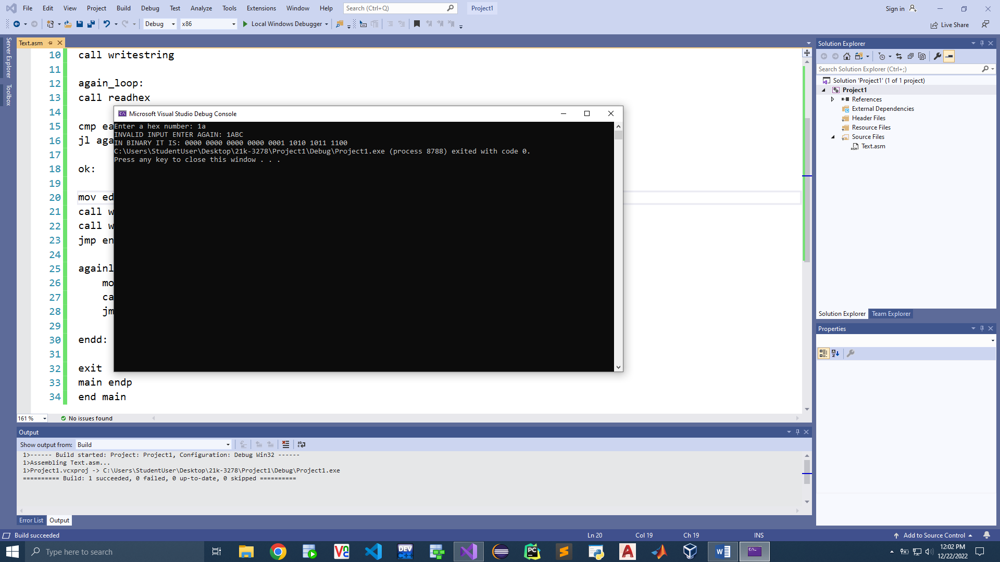 File Edit View Project Build Debug Test Analyze Tools Extensions Window Help Search (Ctrl+Q) Project1 Sign in
Debug x86 Local Windows Debugger Live Share
Server Explorer
Toolbox
Text.asm
10 call writestring
11
12 again_loop:
13 call readhex
14
15 cmp ea
16 jl aga
17
18 ok:
19
20 mov ed
21 call w
22 call w
23 jmp en
24
25 againl
26 mo
27 ca
28 jm
29
30 endd:
31
32 exit
33 main endp
34 end main
Microsoft Visual Studio Debug Console
Enter a hex number: 1a
INVALID INPUT ENTER AGAIN: 1ABC
IN BINARY IT IS: 0000 0000 0000 0000 0001 1010 1011 1100
C:\Users\StudentUser\Desktop\21k-3278\Project1\Debug\Project1.exe (process 8788) exited with code 0.
Press any key to close this window . . .
161 % No issues found
Output
Show output from: Build
1>------ Build started: Project: Project1, Configuration: Debug Win32 ------
1>Assembling Text.asm...
1>Project1.vcxproj -> C:\Users\StudentUser\Desktop\21k-3278\Project1\Debug\Project1.exe
========== Build: 1 succeeded, 0 failed, 0 up-to-date, 0 skipped ==========
Error List Output
Solution Explorer
Search Solution Explorer (Ctrl+;)
Solution 'Project1' (1 of 1 project)
Project1
References
External Dependencies
Header Files
Resource Files
Source Files
Text.asm
Solution Explorer Team Explorer
Properties
Build succeeded Ln 20 Col 19 Ch 19 INS Add to Source Control
Type here to search
12:02 PM
12/22/2022